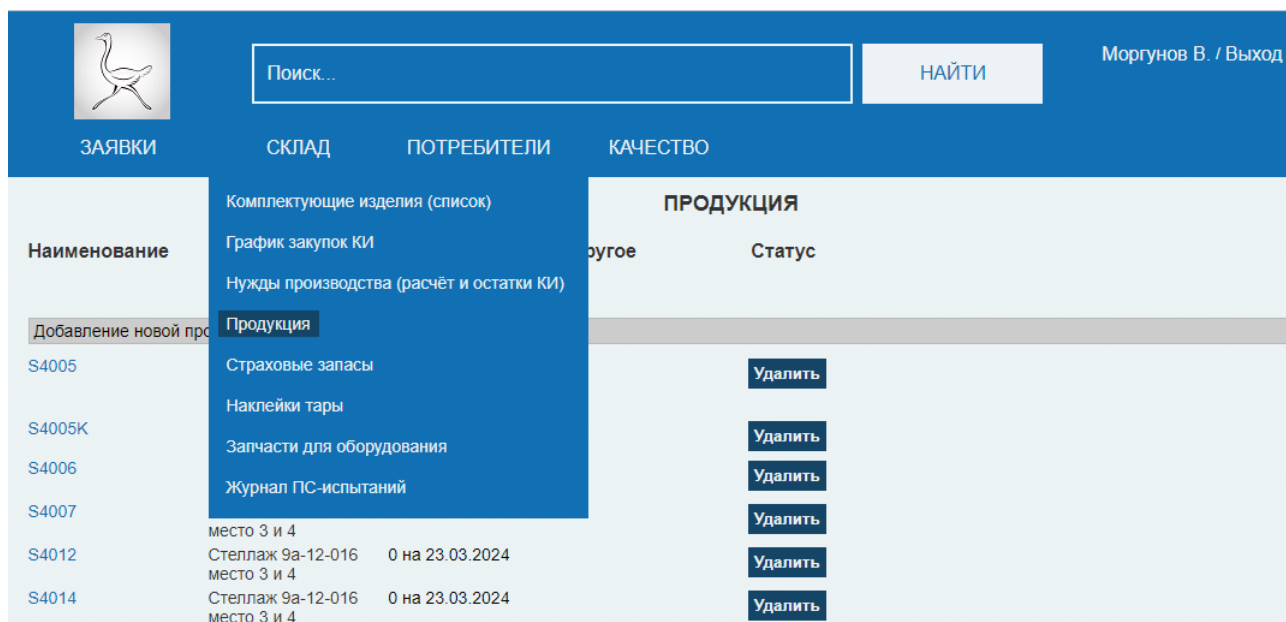 Поиск...
НАЙТИ
Моргунов В. / Выход
ЗАЯВКИ СКЛАД ПОТРЕБИТЕЛИ КАЧЕСТВО
Комплектующие изделия (список)
График закупок КИ
Нужды производства (расчёт и остатки КИ)
Продукция
Страховые запасы
Наклейки тары
Запчасти для оборудования
Журнал ПС-испытаний
ПРОДУКЦИЯ
Наименование ругое Статус
Добавление новой про
S4005 Удалить
S4005K Удалить
S4006 Удалить
S4007 Удалить
место 3 и 4
S4012 Стеллаж 9а-12-016 0 на 23.03.2024 Удалить
место 3 и 4
S4014 Стеллаж 9а-12-016 0 на 23.03.2024 Удалить
место 3 и 4